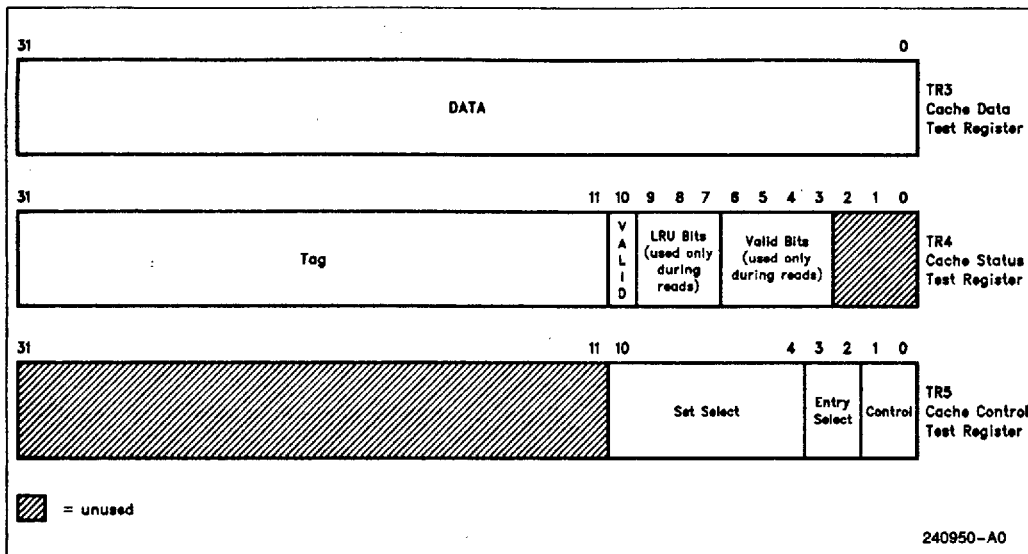 31 0
DATA
TR3
Cache Data
Test Register
31 11 10 9 8 7 6 5 4 3 2 1 0
Tag
VALID
LRU Bits
(used only
during
reads)
Valid Bits
(used only
during reads)
TR4
Cache Status
Test Register
31 11 10 4 3 2 1 0
Set Select
Entry
Select
Control
TR5
Cache Control
Test Register
= unused
240950-A0